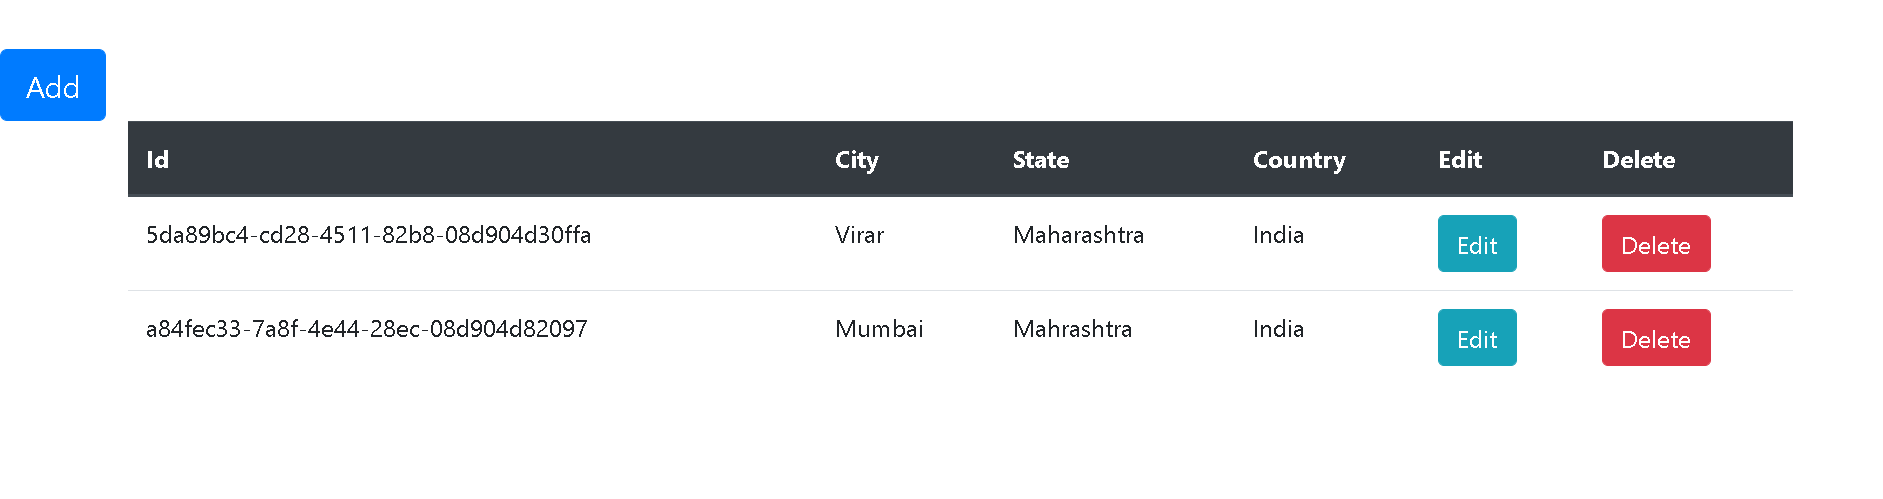 Add
Id City State Country Edit Delete
5da89bc4-cd28-4511-82b8-08d904d30ffa Virar Maharashtra India Edit Delete
a84fec33-7a8f-4e44-28ec-08d904d82097 Mumbai Mahrashtra India Edit Delete